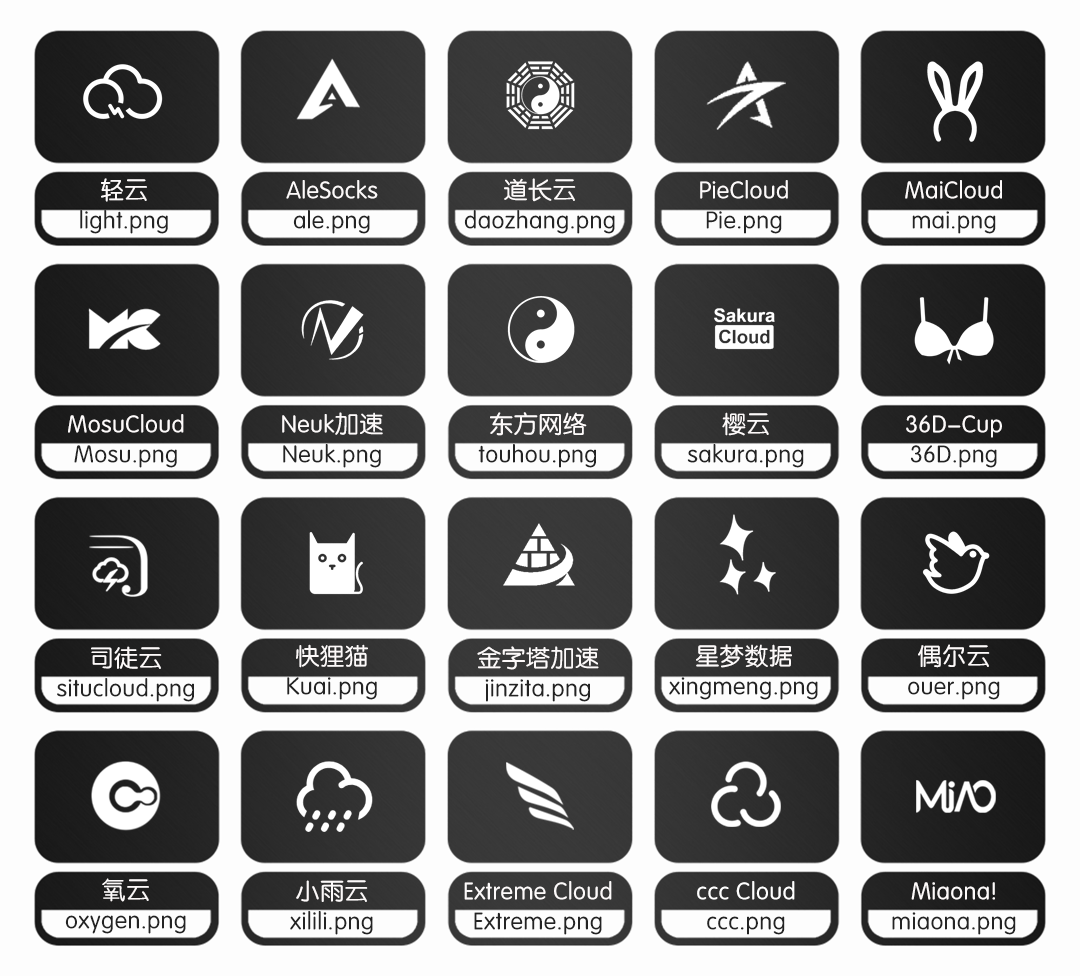 轻云
light.png
AleSocks
ale.png
道长云
daozhang.png
PieCloud
Pie.png
MaiCloud
mai.png
Sakura
Cloud
MosuCloud
Mosu.png
Neuk加速
Neuk.png
东方网络
touhou.png
樱云
sakura.png
36D-Cup
36D.png
司徒云
situcloud.png
快狸猫
Kuai.png
金字塔加速
jinzita.png
星梦数据
xingmeng.png
偶尔云
ouer.png
MiAO
氧云
oxygen.png
小雨云
xilili.png
Extreme Cloud
Extreme.png
ccc Cloud
ccc.png
Miaona!
miaona.png